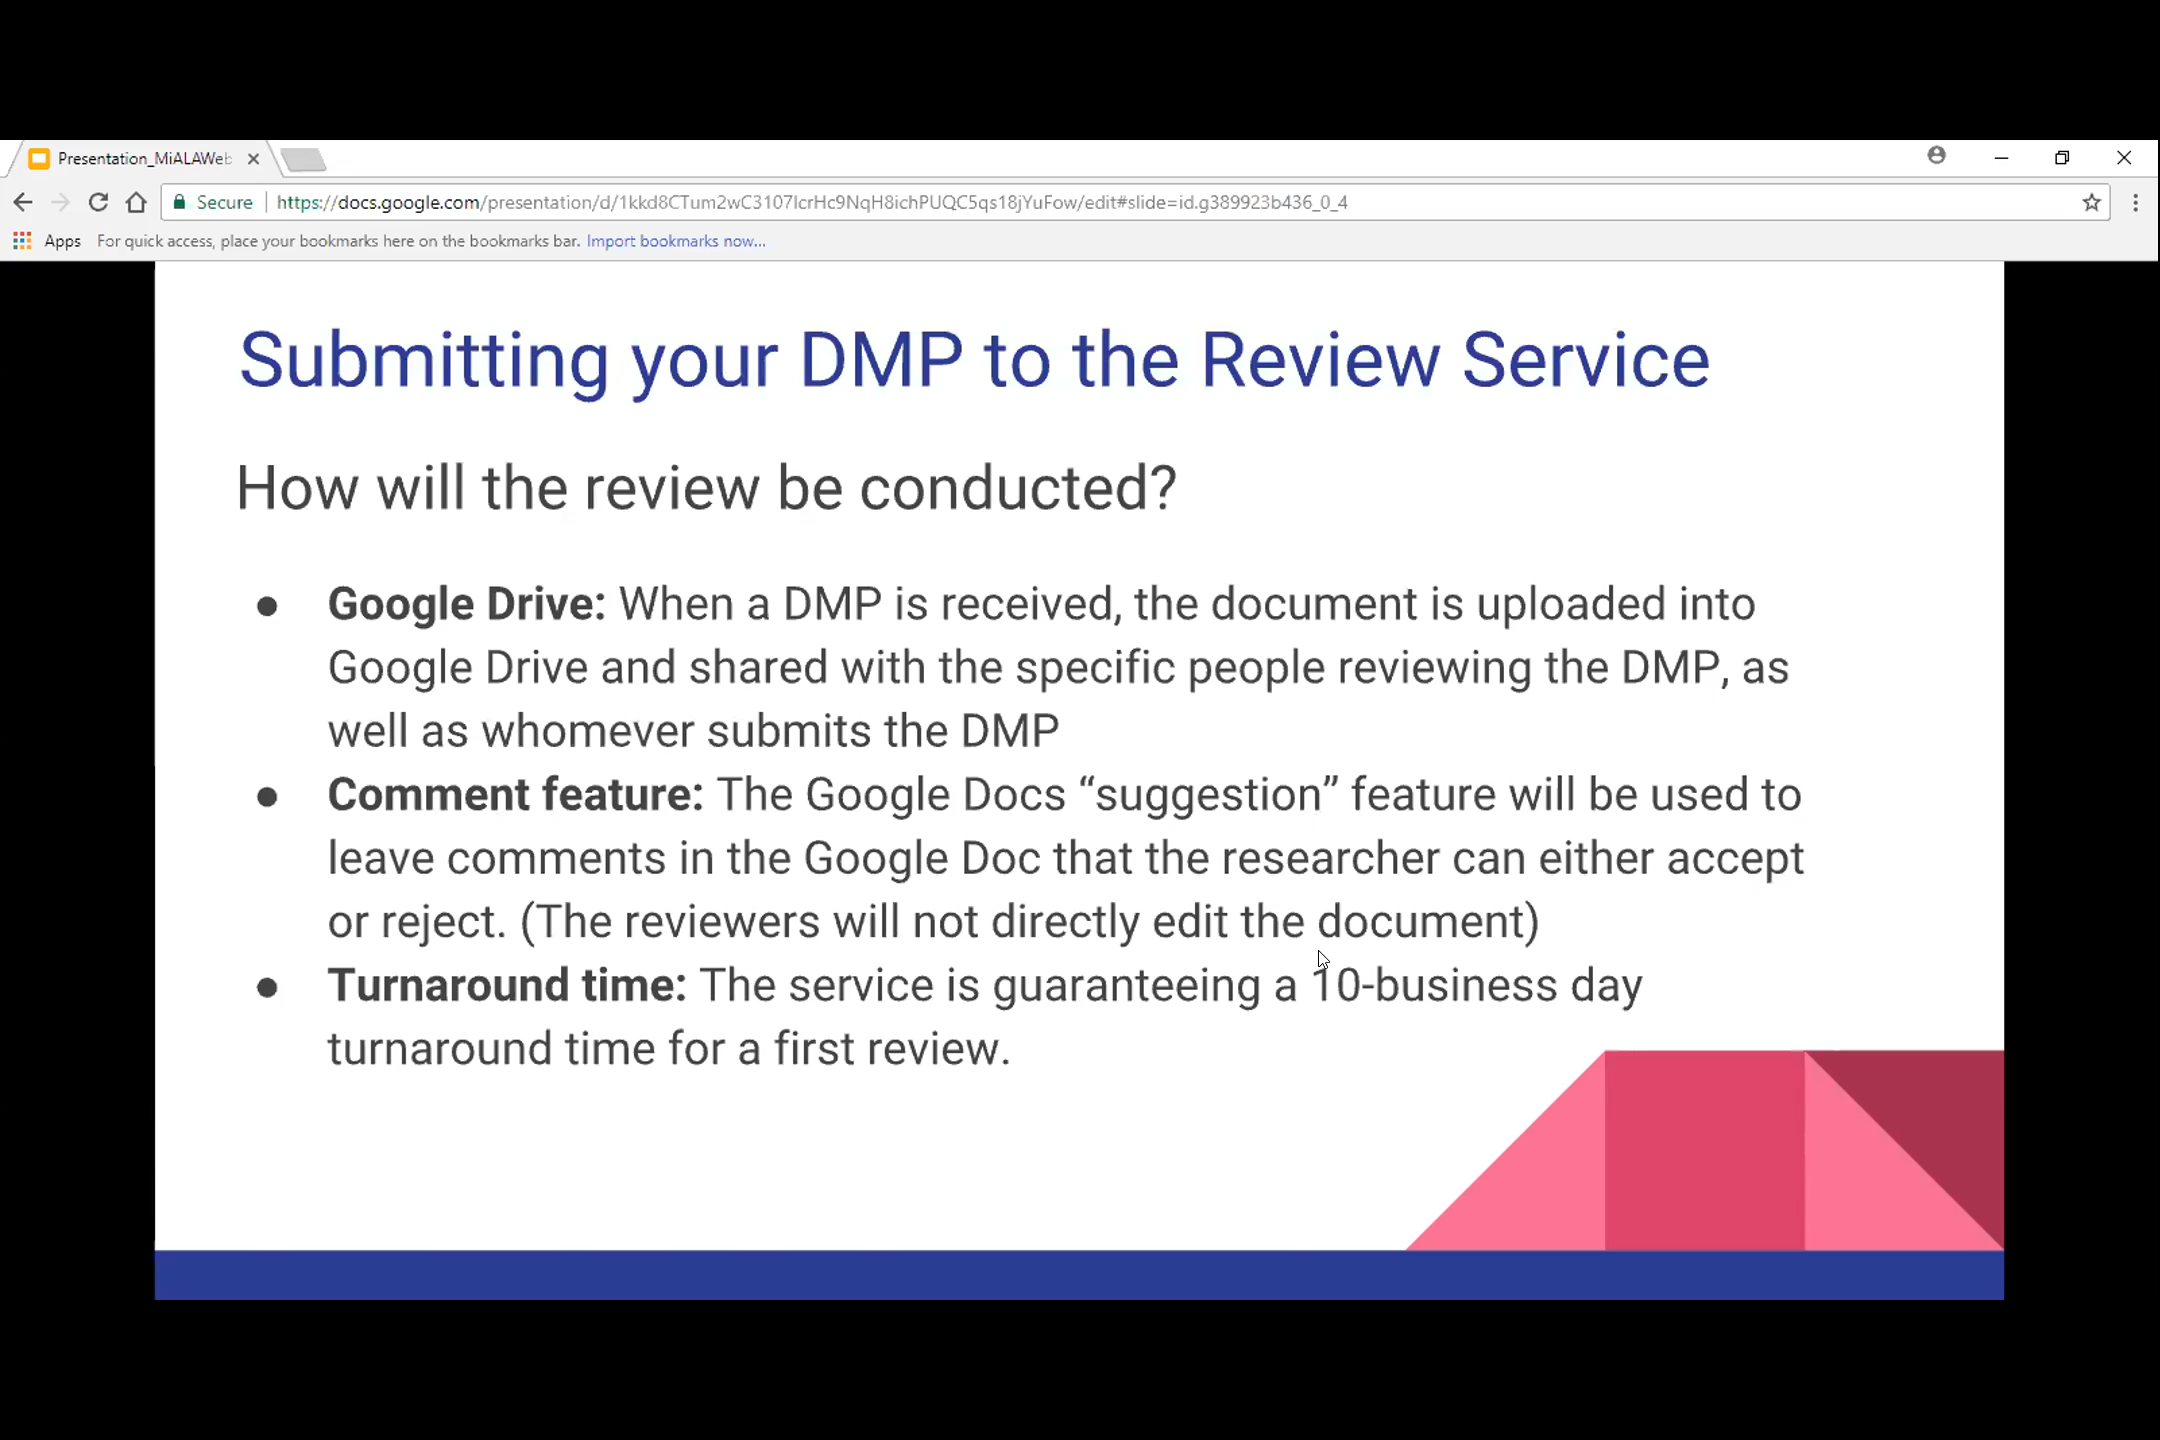 Presentation_MiALAWeb
Secure
https://docs.google.com/presentation/d/1kkd8CTum2wC3107lcrHc9NqH8ichPUQC5qs18jYuFow/edit#slide=id.g389923b436_0_4
Apps
For quick access, place your bookmarks here on the bookmarks bar. Import bookmarks now...
Submitting your DMP to the Review Service
How will the review be conducted?
● Google Drive: When a DMP is received, the document is uploaded into
Google Drive and shared with the specific people reviewing the DMP, as
well as whomever submits the DMP
● Comment feature: The Google Docs “suggestion” feature will be used to
leave comments in the Google Doc that the researcher can either accept
or reject. (The reviewers will not directly edit the document)
● Turnaround time: The service is guaranteeing a 10-business day
turnaround time for a first review.